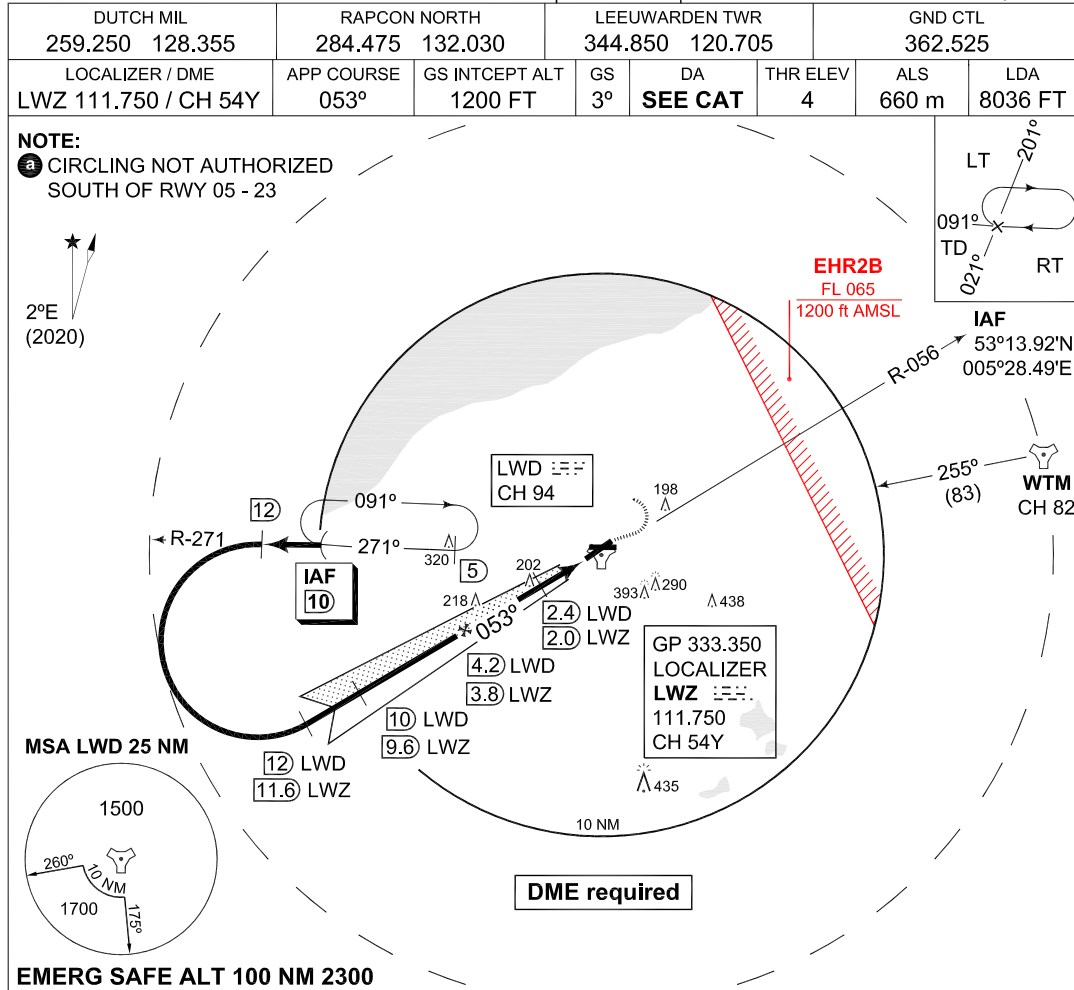 DUTCH MIL
259.250 128.355
RAPCON NORTH
284.475 132.030
LEEUWARDEN TWR
344.850 120.705
GND CTL
362.525
LOCALIZER / DME
LWZ 111.750 / CH 54Y
APP COURSE
053º
GS INTCEPT ALT
1200 FT
GS
3º
DA
SEE CAT
THR ELEV
4
ALS
660 m
LDA
8036 FT
NOTE:
a CIRCLING NOT AUTHORIZED
SOUTH OF RWY 05 - 23
2ºE
(2020)
LT
201º
091º
TD
021º
RT
EHR2B
FL 065
1200 ft AMSL
IAF
53º13.92'N
005º28.49'E
R-056
255º
(83)
WTM
CH 82
LWD
CH 94
198
12
091º
R-271
271º
320
5
IAF
10
202
218
053º
393
290
438
2.4 LWD
2.0 LWZ
4.2 LWD
3.8 LWZ
10 LWD
9.6 LWZ
12 LWD
11.6 LWZ
GP 333.350
LOCALIZER
LWZ
111.750
CH 54Y
435
10 NM
MSA LWD 25 NM
1500
260º
10 NM
1700
175º
DME required
EMERG SAFE ALT 100 NM 2300